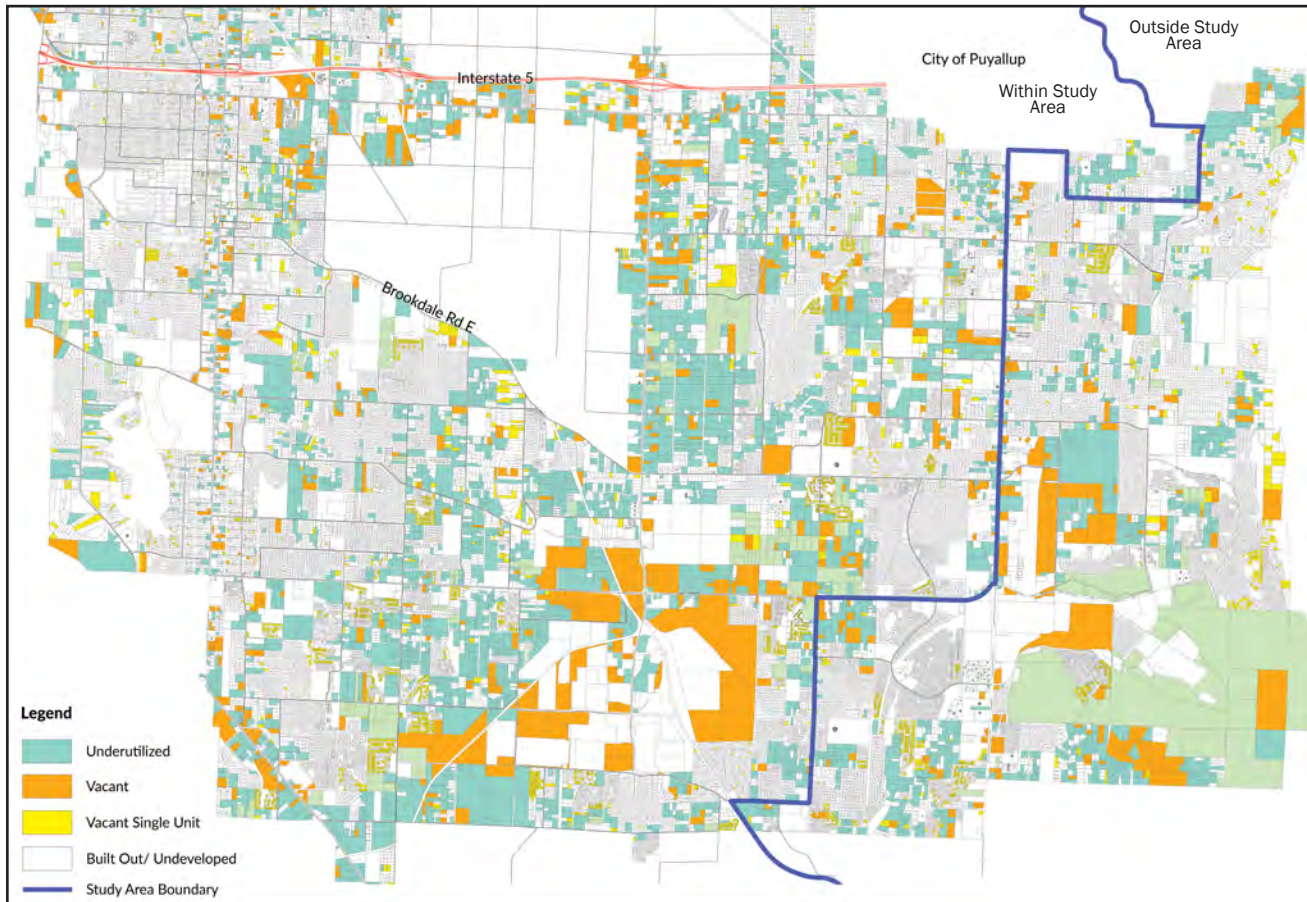 Outside Study
Area
City of Puyallup
Within Study
Area
Interstate 5
Brookdale Rd E
Legend
Underutilized
Vacant
Vacant Single Unit
Built Out/ Undeveloped
Study Area Boundary